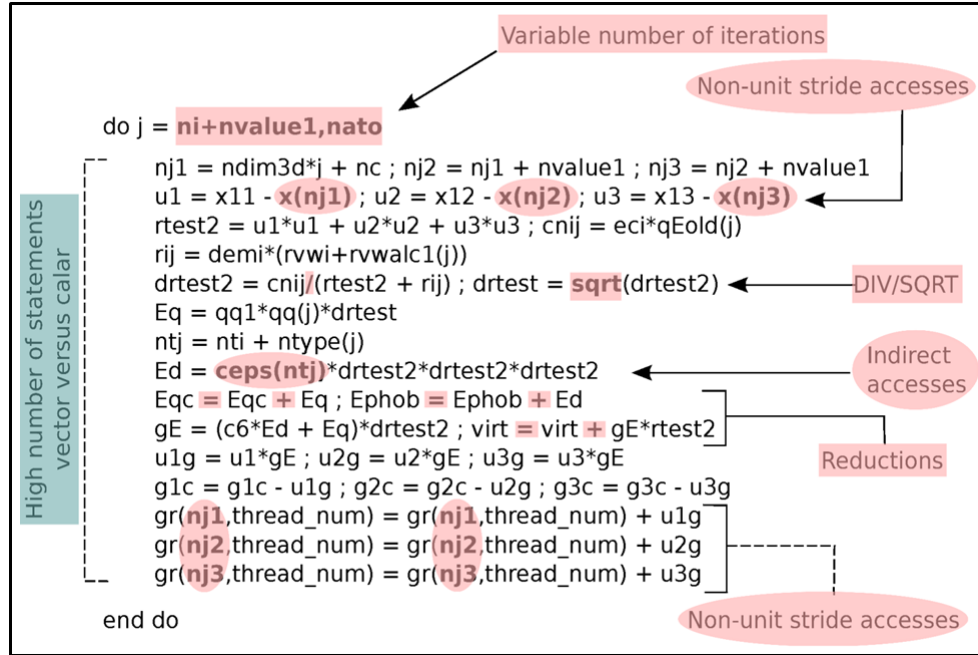 Variable number of iterations
Non-unit stride accesses
do j = ni+nvalue1,nato
nj1 = ndim3d*j + nc ; nj2 = nj1 + nvalue1 ; nj3 = nj2 + nvalue1
u1 = x11 - x(nj1) ; u2 = x12 - x(nj2) ; u3 = x13 - x(nj3)
rtest2 = u1*u1 + u2*u2 + u3*u3 ; cnij = eci*qEold(j)
rij = demi*(rvwi+rvwalc1(j))
drtest2 = cnij/(rtest2 + rij) ; drtest = sqrt(drtest2)
DIV/SQRT
Eq = qq1*qq(j)*drtest
ntj = nti + ntype(j)
Ed = ceps(ntj)*drtest2*drtest2*drtest2
Indirect
accesses
Eqc = Eqc + Eq ; Ephob = Ephob + Ed
gE = (c6*Ed + Eq)*drtest2 ; virt = virt + gE*rtest2
Reductions
u1g = u1*gE ; u2g = u2*gE ; u3g = u3*gE
g1c = g1c - u1g ; g2c = g2c - u2g ; g3c = g3c - u3g
gr(nj1,thread_num) = gr(nj1,thread_num) + u1g
gr(nj2,thread_num) = gr(nj2,thread_num) + u2g
gr(nj3,thread_num) = gr(nj3,thread_num) + u3g
Non-unit stride accesses
end do
High number of statements
vector versus calar